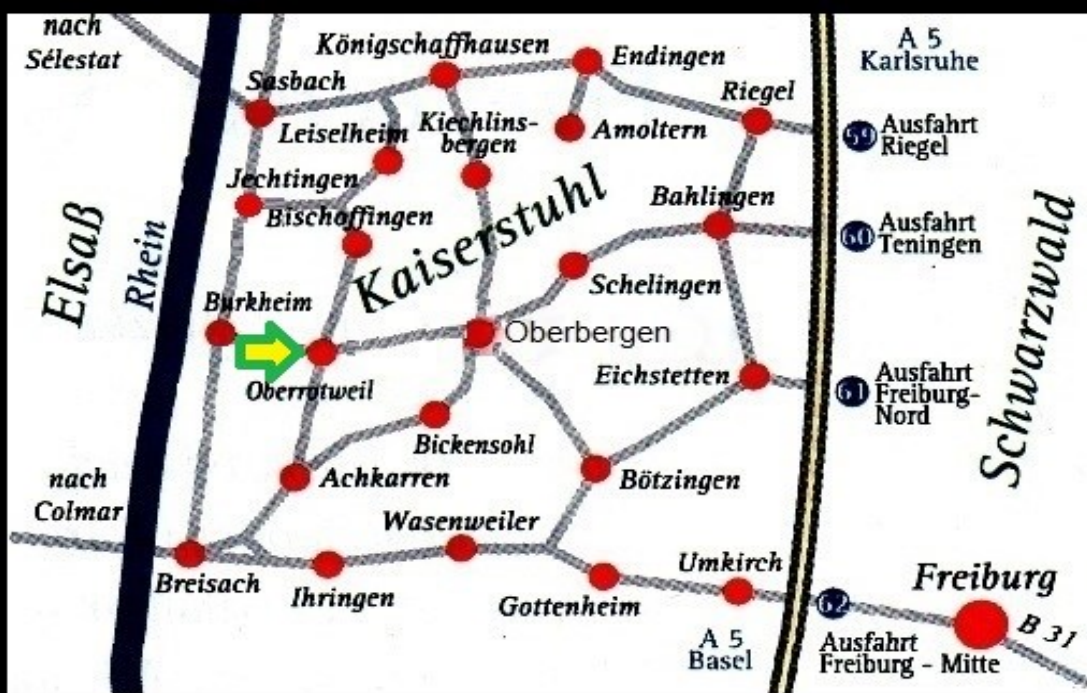 nach
Sélestat
Königschaffhausen
Endingen
A 5
Karlsruhe
Sasbach
Riegel
Leiselheim
Kiechlins-
bergen
Amoltern
59 Ausfahrt
Riegel
Jechtingen
Bischoffingen
Bahlingen
60 Ausfahrt
Teningen
Elsaß
Rhein
Kaiserstuhl
Schelingen
Schwarzwald
Burkheim
Oberbergen
Oberrotweil
Eichstetten
61 Ausfahrt
Freiburg-
Nord
Bickensohl
nach
Colmar
Achkarren
Bötzingen
Wasenweiler
Breisach
Ihringen
Gottenheim
Umkirch
Freiburg
62
B 31
A 5
Basel
Ausfahrt
Freiburg - Mitte